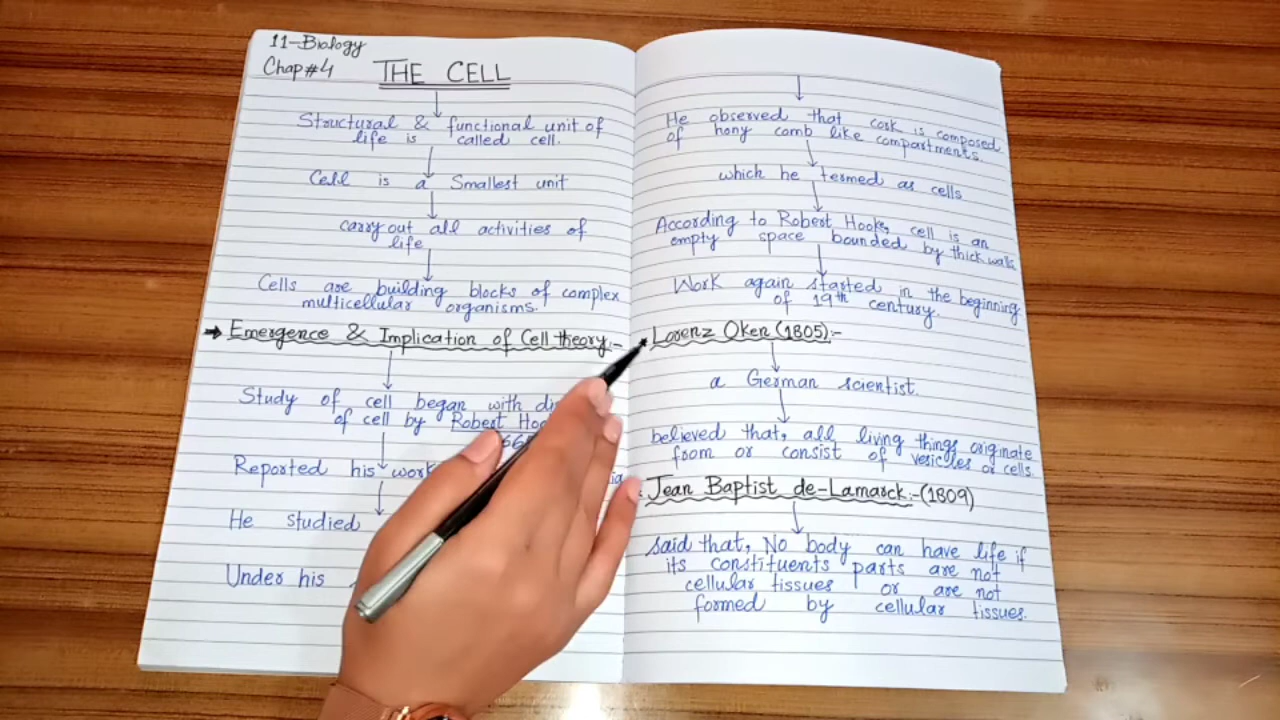 11-Biology
Chap#4
THE CELL
Structural & functional unit of
life is called cell.
Cell is a Smallest unit
carry out all activities of
life
Cells are building blocks of complex
multicellular organisms.
Emergence & Implication of Cell theory:-
Study of cell began with
of cell by Robert
Reported his work
He studied
Under his
He observed that cork is composed
of hony comb like compartments.
which he termed as cells
According to Robert Hooke, cell is an
empty space bounded by thick walls
Work again started in the beginning
of 19th century.
Lorenz Oken (1805):-
a German scientist.
believed that, all living things originate
from or consist of vesicles or cells.
Jean Baptist de-Lamarck:-(1809)
said that, No body can have life if
its constituents parts are not
cellular tissues or are not
formed by cellular tissues.